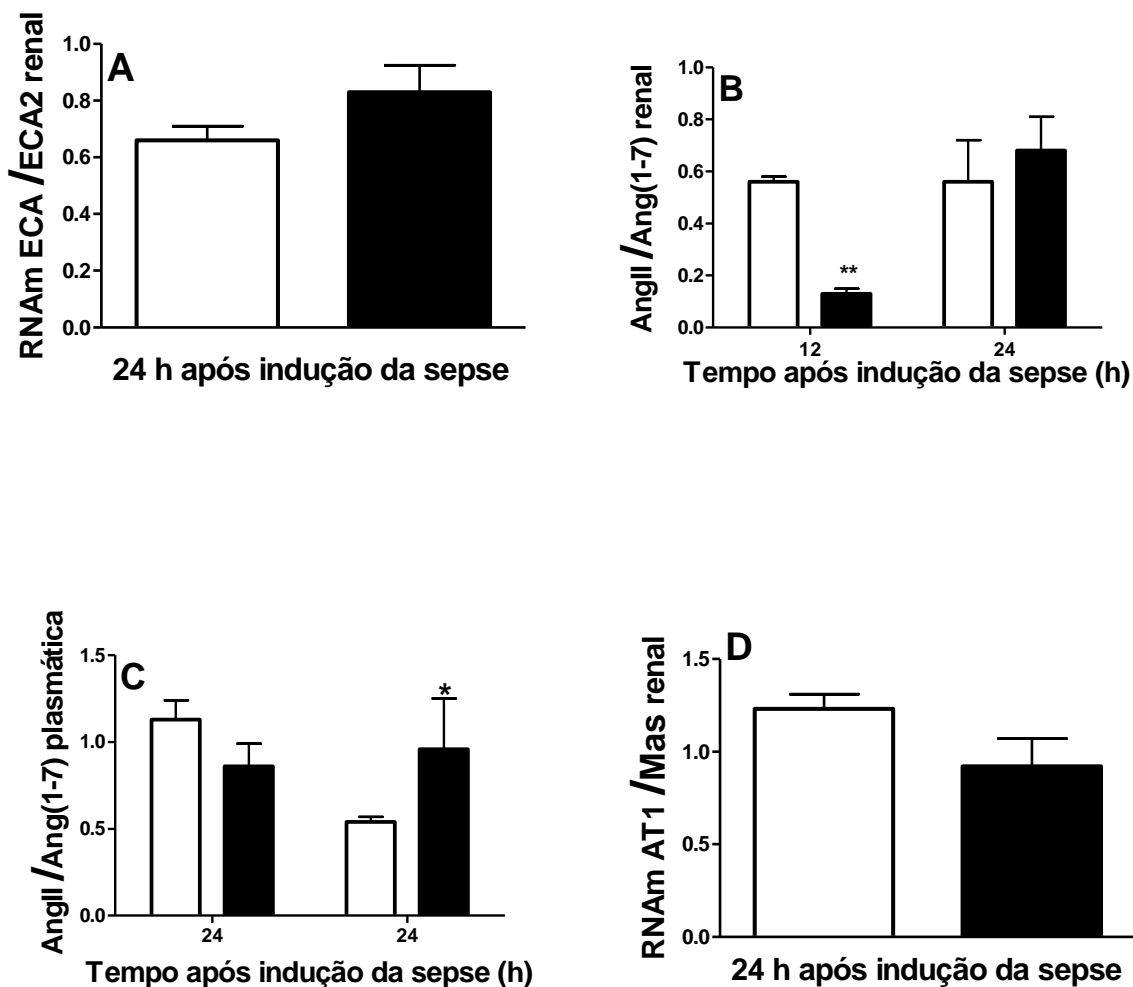 A
RNAm ECA /ECA2 renal
1.0
0.8
0.6
0.4
0.2
0.0
24 h após indução da sepse
B
AngII /Ang(1-7) renal
1.0
0.8
0.6
0.4
0.2
0.0
**
12 24
Tempo após indução da sepse (h)
C
AngII /Ang(1-7) plasmática
1.5
1.0
0.5
0.0
*
24 24
Tempo após indução da sepse (h)
D
RNAm AT1 /Mas renal
1.5
1.0
0.5
0.0
24 h após indução da sepse